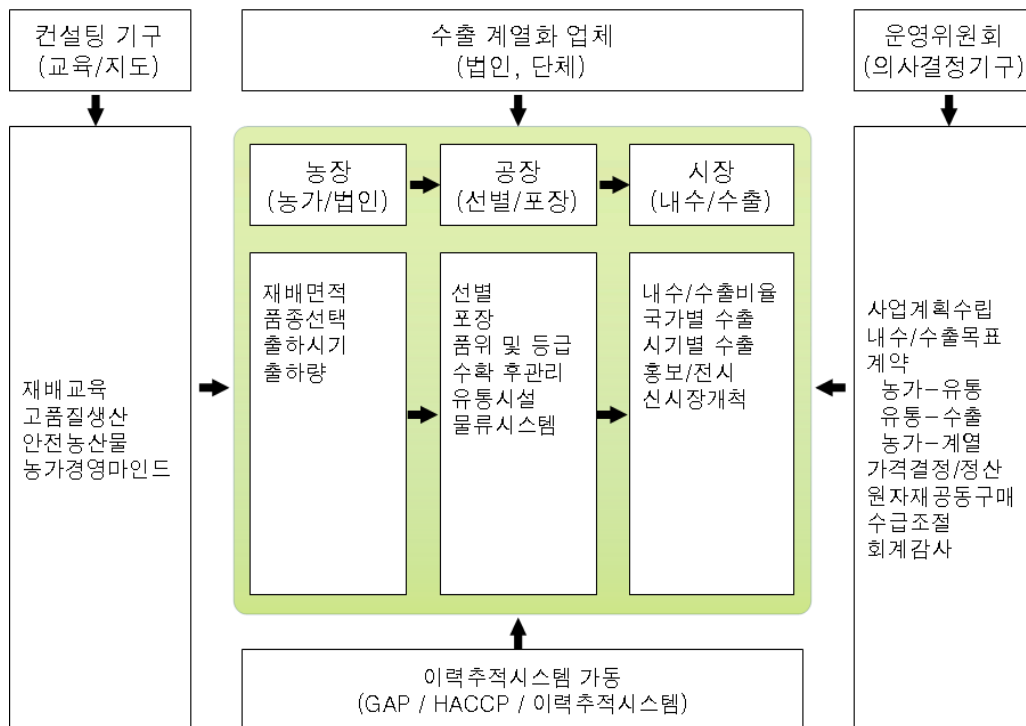 컨설팅 기구
(교육/지도)
수출 계열화 업체
(법인, 단체)
운영위원회
(의사결정기구)
농장
(농가/법인)
공장
(선별/포장)
시장
(내수/수출)
재배교육
고품질생산
안전농산물
농가경영마인드
재배면적
품종선택
출하시기
출하량
선별
포장
품위 및 등급
수확 후관리
유통시설
물류시스템
내수/수출비율
국가별 수출
시기별 수출
홍보/전시
신시장개척
사업계획수립
내수/수출목표
계약
농가-유통
유통-수출
농가-계열
가격결정/정산
원자재공동구매
수급조절
회계감사
이력추적시스템 가동
(GAP / HACCP / 이력추적시스템)